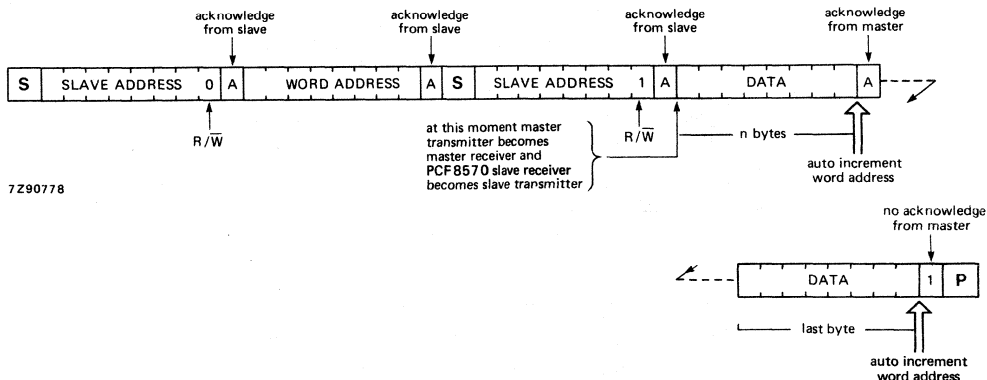 acknowledge
from slave
acknowledge
from slave
acknowledge
from slave
acknowledge
from master
S SLAVE ADDRESS 0 A WORD ADDRESS A S SLAVE ADDRESS 1 A DATA A
R/W̅
at this moment master
transmitter becomes
master receiver and
PCF8570 slave receiver
becomes slave transmitter
R/W̅
n bytes
auto increment
word address
7Z90778
no acknowledge
from master
DATA 1 P
last byte
auto increment
word address